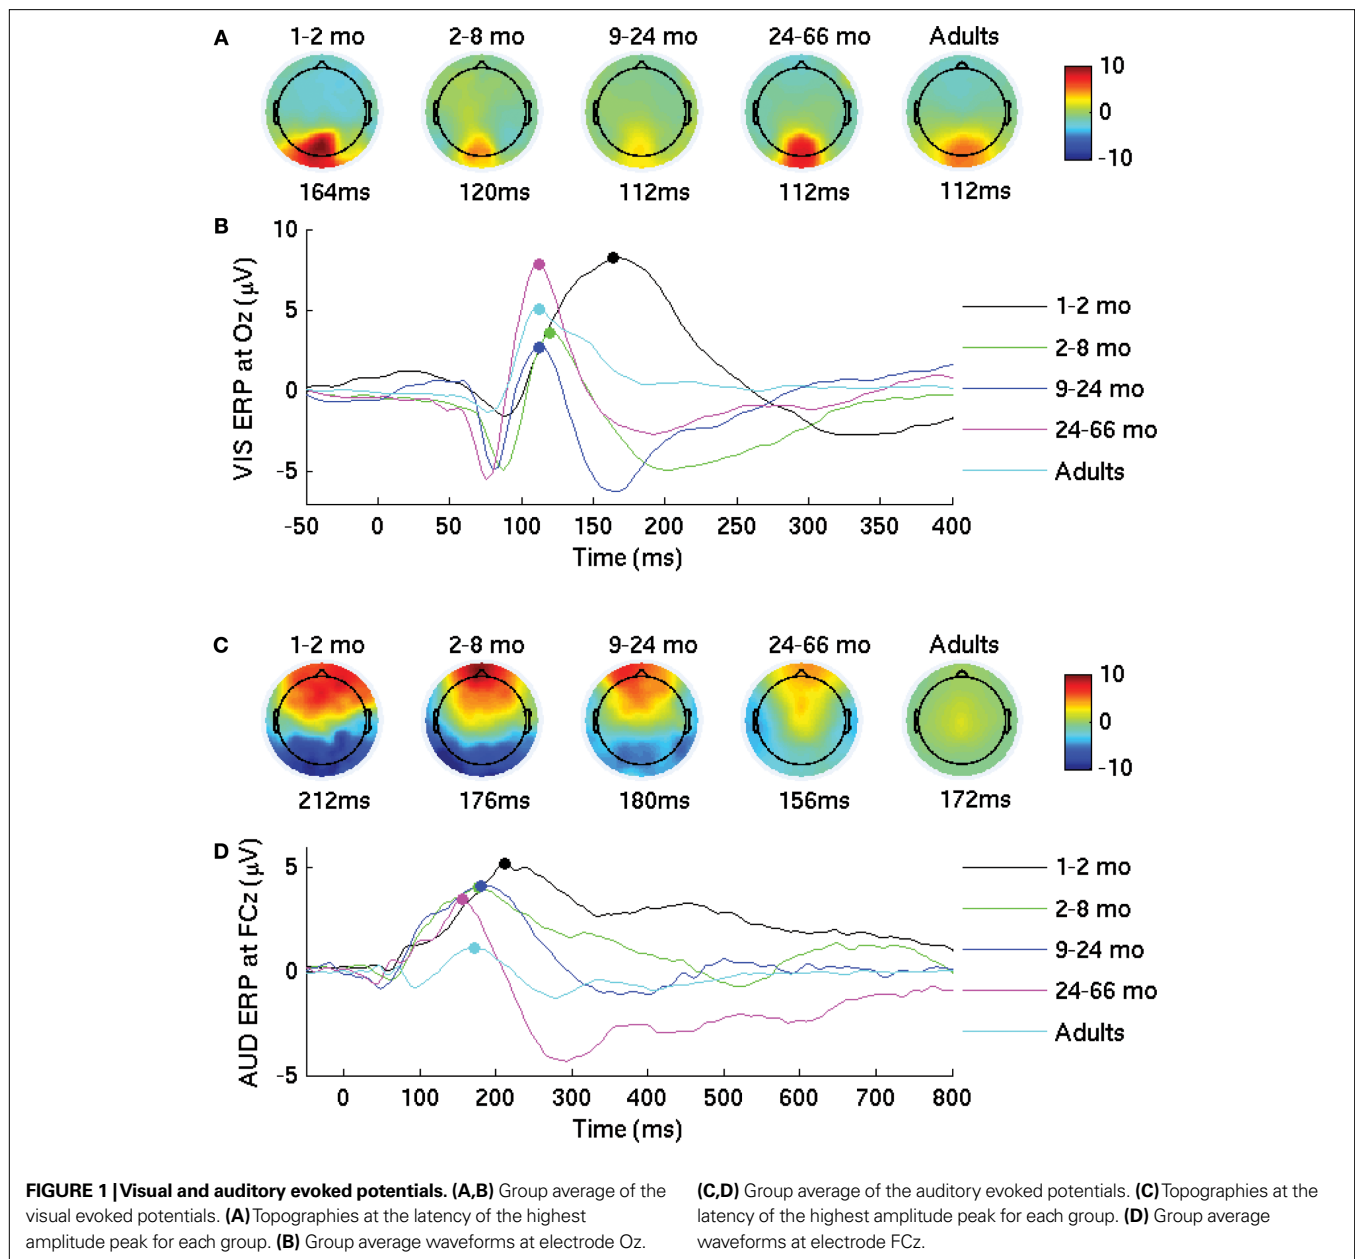 A
1-2 mo 2-8 mo 9-24 mo 24-66 mo Adults
10
0
-10
164ms 120ms 112ms 112ms 112ms
B
10
5
0
-5
VIS ERP at Oz (μV)
-50 0 50 100 150 200 250 300 350 400
Time (ms)
1-2 mo
2-8 mo
9-24 mo
24-66 mo
Adults
C
1-2 mo 2-8 mo 9-24 mo 24-66 mo Adults
10
0
-10
212ms 176ms 180ms 156ms 172ms
D
5
0
-5
AUD ERP at FCz (μV)
0 100 200 300 400 500 600 700 800
Time (ms)
1-2 mo
2-8 mo
9-24 mo
24-66 mo
Adults
FIGURE 1 | Visual and auditory evoked potentials. (A,B) Group average of the
visual evoked potentials. (A) Topographies at the latency of the highest
amplitude peak for each group. (B) Group average waveforms at electrode Oz.
(C,D) Group average of the auditory evoked potentials. (C) Topographies at the
latency of the highest amplitude peak for each group. (D) Group average
waveforms at electrode FCz.